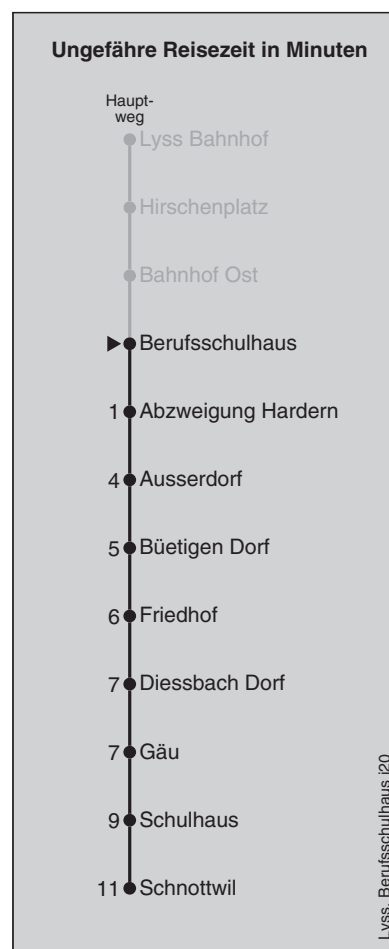 Ungefähre Reisezeit in Minuten
Haupt-
weg
Lyss Bahnhof
Hirschenplatz
Bahnhof Ost
Berufsschulhaus
1 Abzweigung Hardern
4 Ausserdorf
5 Büetigen Dorf
6 Friedhof
7 Diessbach Dorf
7 Gäu
9 Schulhaus
11 Schnottwil
Lyss, Berufsschulhaus j20